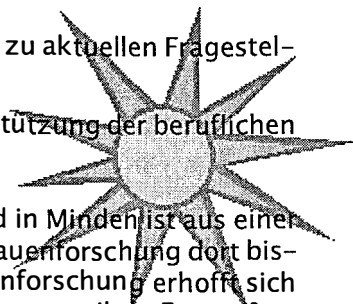 zu aktuellen Fragestel-
tützung der beruflichen
d in Minden ist aus einer
auenforschung dort bis-
nforschung erhofft sich